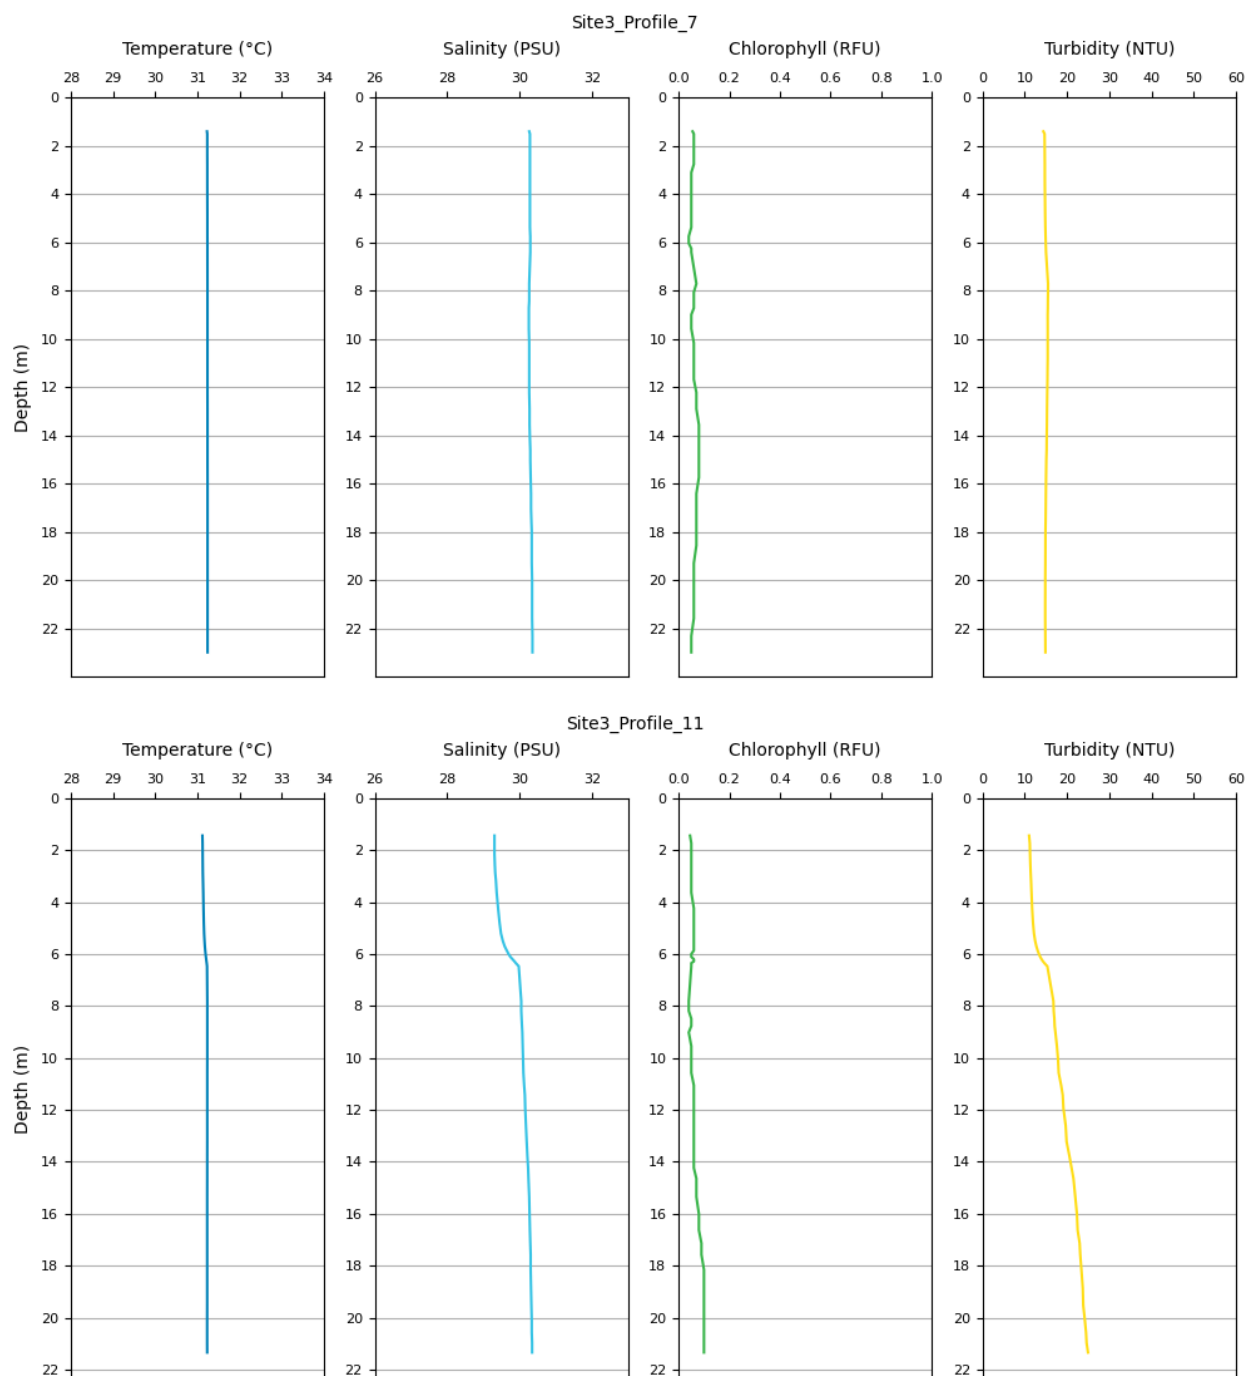 Site3_Profile_7
Temperature (°C) Salinity (PSU) Chlorophyll (RFU) Turbidity (NTU)
28 29 30 31 32 33 34 26 28 30 32 0.0 0.2 0.4 0.6 0.8 1.0 0 10 20 30 40 50 60
0 0 0 0
2 2 2 2
4 4 4 4
6 6 6 6
8 8 8 8
10 10 10 10
Depth (m)
12 12 12 12
14 14 14 14
16 16 16 16
18 18 18 18
20 20 20 20
22 22 22 22
Site3_Profile_11
Temperature (°C) Salinity (PSU) Chlorophyll (RFU) Turbidity (NTU)
28 29 30 31 32 33 34 26 28 30 32 0.0 0.2 0.4 0.6 0.8 1.0 0 10 20 30 40 50 60
0 0 0 0
2 2 2 2
4 4 4 4
6 6 6 6
8 8 8 8
10 10 10 10
Depth (m)
12 12 12 12
14 14 14 14
16 16 16 16
18 18 18 18
20 20 20 20
22 22 22 22